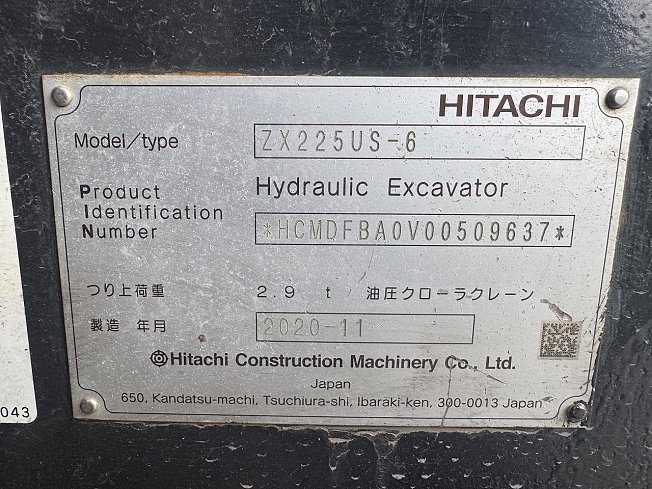 HITACHI
Model/type ZX225US-6
Product Identification Number Hydraulic Excavator
*HCMDFBA0V00509637*
つり上荷重 2.9 t 油圧クローラクレーン
製造 年月 2020-11
Hitachi Construction Machinery Co., Ltd.
Japan
650, Kandatsu-machi, Tsuchiura-shi, Ibaraki-ken, 300-0013 Japan
043